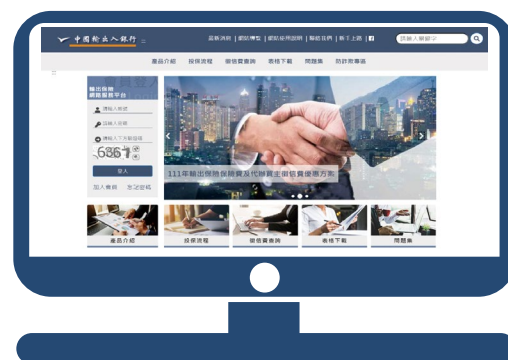 中國輸出入銀行
最新消息 | 網站導覽 | 網站使用說明 | 聯絡我們 | 新手上路 |
請輸入關鍵字
產品介紹 投保流程 徵信費查詢 表格下載 問題集 防詐欺專區
輸出保險
網路服務平台
會員登入
請輸入帳號
請輸入密碼
請輸入下方驗證碼
登入
加入會員 忘記密碼
111年輸出保險保險費及代辦買主徵信費優惠方案
產品介紹 投保流程 徵信費查詢 表格下載 問題集